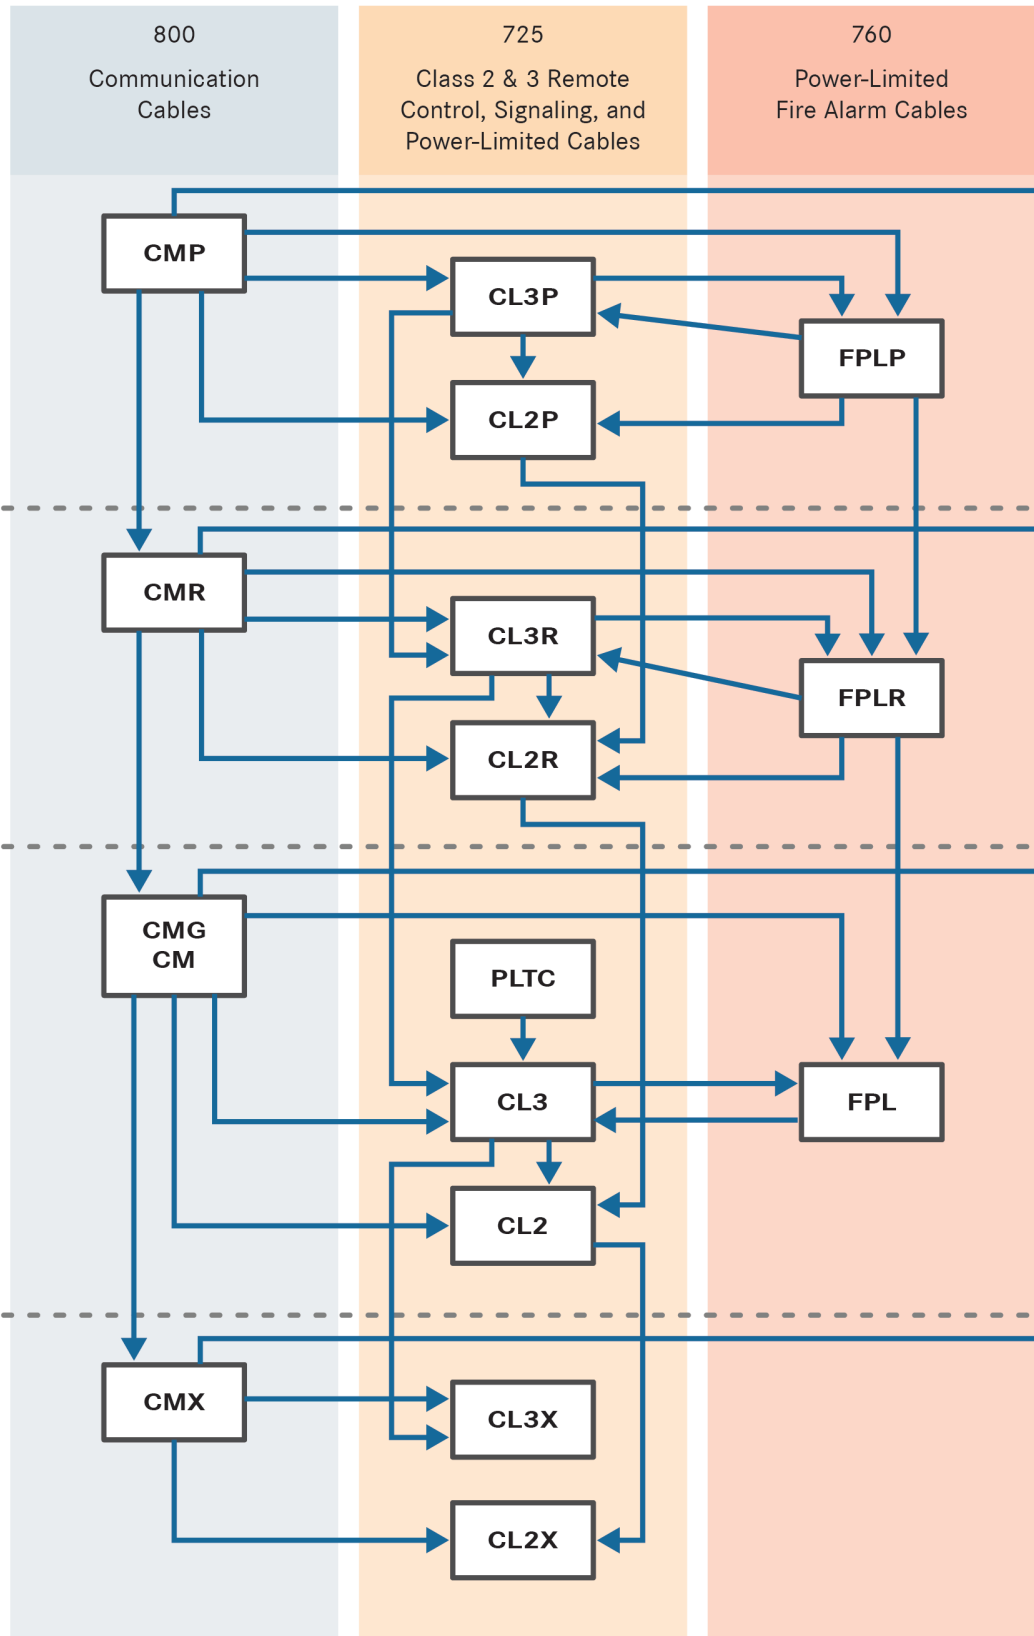 800
Communication
Cables
725
Class 2 & 3 Remote
Control, Signaling, and
Power-Limited Cables
760
Power-Limited
Fire Alarm Cables
CMP
CL3P
FPLP
CL2P
CMR
CL3R
FPLR
CL2R
CMG
CM
PLTC
CL3
FPL
CL2
CMX
CL3X
CL2X